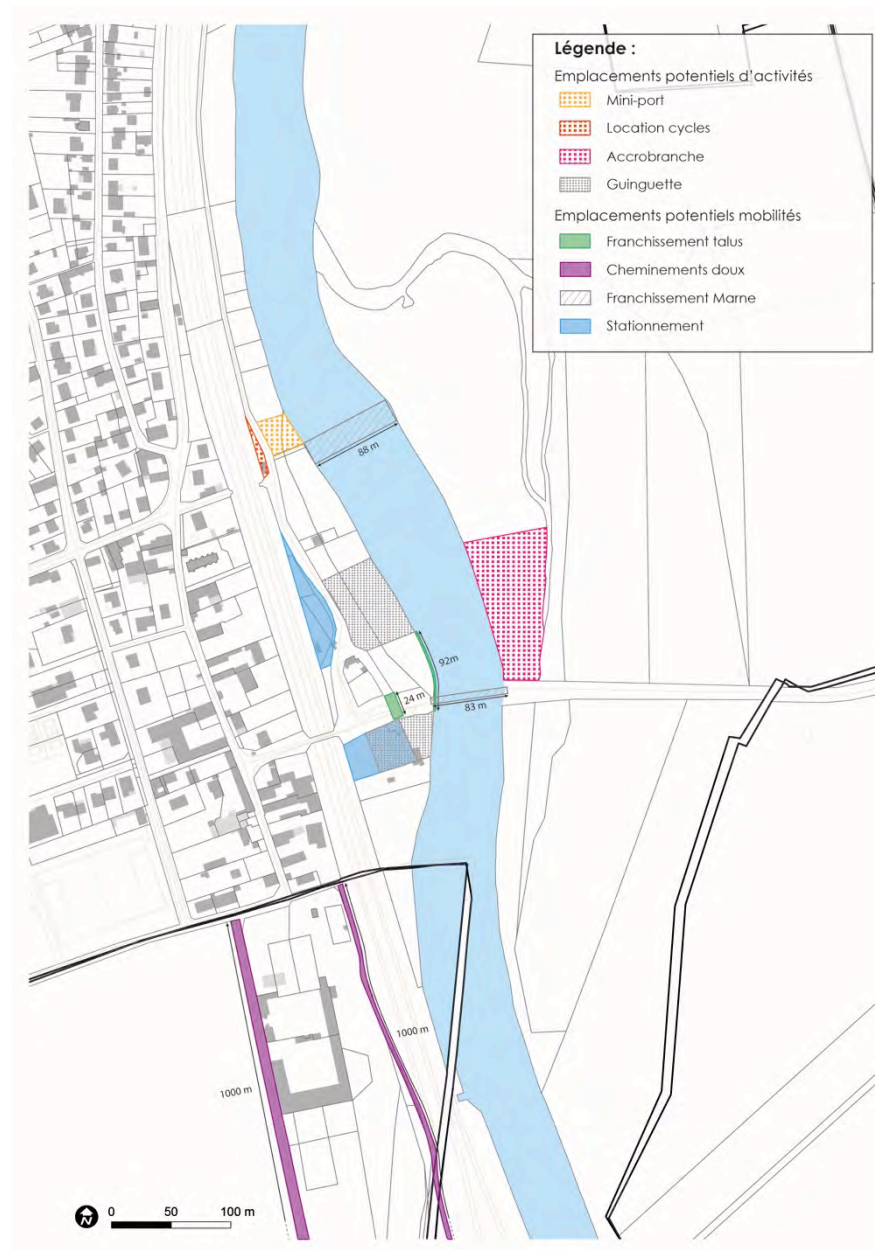 Légende :
Emplacements potentiels d'activités
Mini-port
Location cycles
Accrobranche
Guinguette
Emplacements potentiels mobilités
Franchissement talus
Cheminements doux
Franchissement Marne
Stationnement
88 m
92m
24 m
83 m
1000 m
1000 m
N
0 50 100 m